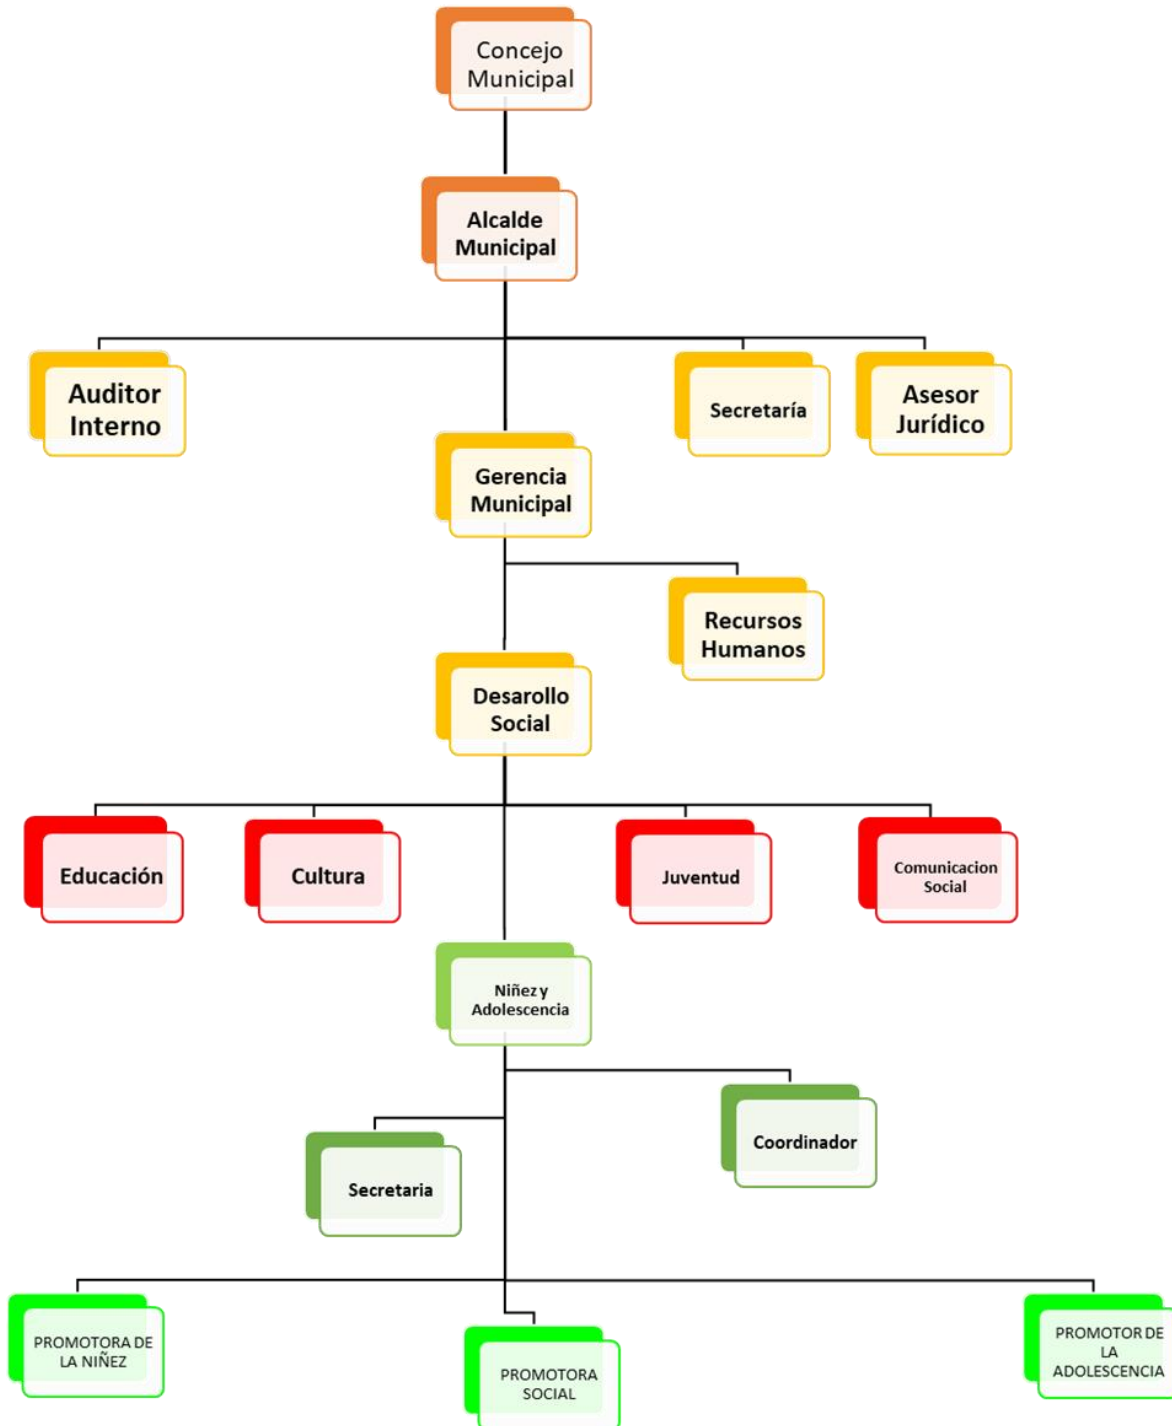 Concejo
Municipal
Alcalde
Municipal
Auditor
Interno
Secretaría
Asesor
Jurídico
Gerencia
Municipal
Recursos
Humanos
Desarollo
Social
Educación
Cultura
Juventud
Comunicacion
Social
Niñez y
Adolescencia
Coordinador
Secretaria
PROMOTORA DE
LA NIÑEZ
PROMOTORA
SOCIAL
PROMOTOR DE
LA
ADOLESCENCIA